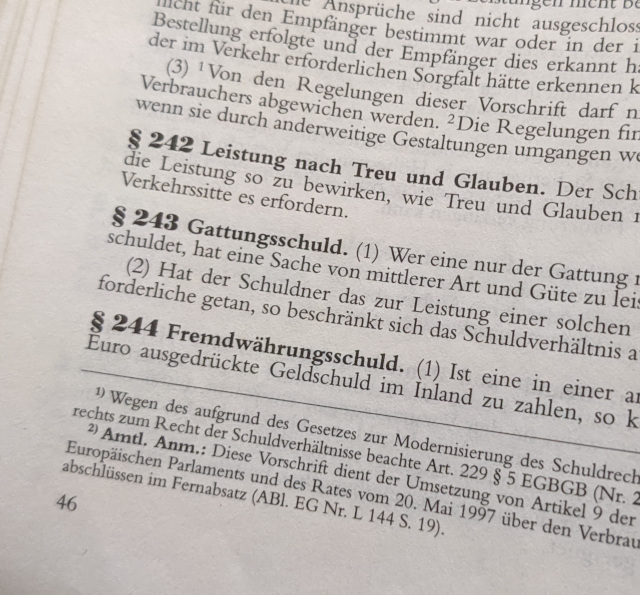 Ansprüche sind nicht ausgeschloss
nicht für den Empfänger bestimmt war oder in der i
Bestellung erfolgte und der Empfänger dies erkannt ha
der im Verkehr erforderlichen Sorgfalt hätte erkennen k
(3) ¹Von den Regelungen dieser Vorschrift darf n
Verbrauchers abgewichen werden. ²Die Regelungen fin
wenn sie durch anderweitige Gestaltungen umgangen we
§ 242 Leistung nach Treu und Glauben. Der Sch
die Leistung so zu bewirken, wie Treu und Glauben
Verkehrssitte es erfordern.
§ 243 Gattungsschuld. (1) Wer eine nur der Gattung
schuldet, hat eine Sache von mittlerer Art und Güte zu leis
(2) Hat der Schuldner das zur Leistung einer solchen
forderliche getan, so beschränkt sich das Schuldverhältnis a
§ 244 Fremdwährungsschuld. (1) Ist eine in einer an
Euro ausgedrückte Geldschuld im Inland zu zahlen, so k
¹) Wegen des aufgrund des Gesetzes zur Modernisierung des Schuldrech
rechts zum Recht der Schuldverhältnisse beachte Art. 229 § 5 EGBGB (Nr. 2
²) Amtl. Anm.: Diese Vorschrift dient der Umsetzung von Artikel 9 der
Europäischen Parlaments und des Rates vom 20. Mai 1997 über den Verbrau
abschlüssen im Fernabsatz (ABl. EG Nr. L 144 S. 19).
46